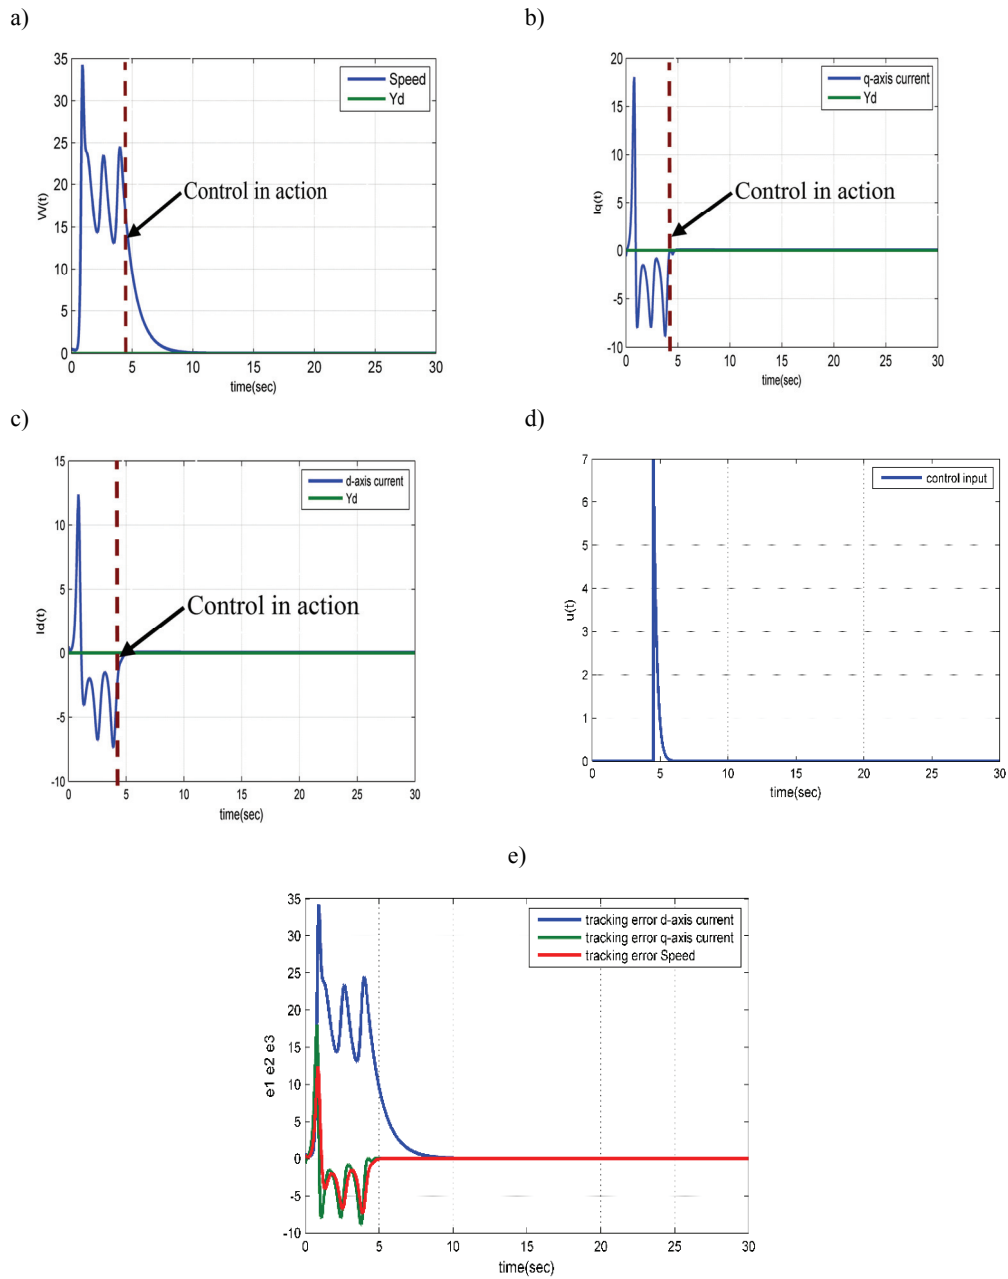 a)
35
30
25
20
15
10
5
0
W(t)
Speed
Yd
Control in action
0 5 10 15 20 25 30
time(sec)
b)
20
15
10
5
0
-5
-10
Iq(t)
q-axis current
Yd
Control in action
0 5 10 15 20 25 30
time(sec)
c)
15
10
5
0
-5
-10
Id(t)
d-axis current
Yd
Control in action
0 5 10 15 20 25 30
time(sec)
d)
7
6
5
4
3
2
1
0
u(t)
control input
0 5 10 15 20 25 30
time(sec)
e)
35
30
25
20
15
10
5
0
-5
-10
e1 e2 e3
tracking error d-axis current
tracking error q-axis current
tracking error Speed
0 5 10 15 20 25 30
time(sec)